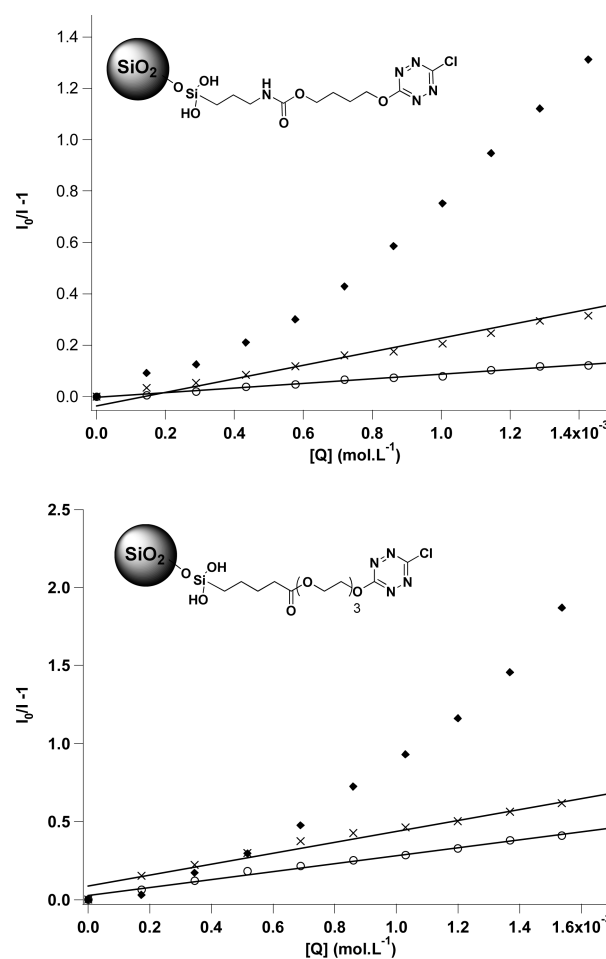 1.4
1.2
1.0
0.8
0.6
0.4
0.2
0.0
I0/I -1
SiO2
O
Si
OH
HO
H
N
O
O
O
N
N
N
N
Cl
0.0 0.2 0.4 0.6 0.8 1.0 1.2 1.4x10-3
[Q] (mol.L-1)
2.5
2.0
1.5
1.0
0.5
0.0
I0/I -1
SiO2
O
Si
OH
HO
O
(O
)3
O
N
N
N
N
Cl
0.0 0.2 0.4 0.6 0.8 1.0 1.2 1.4 1.6x10-3
[Q] (mol.L-1)